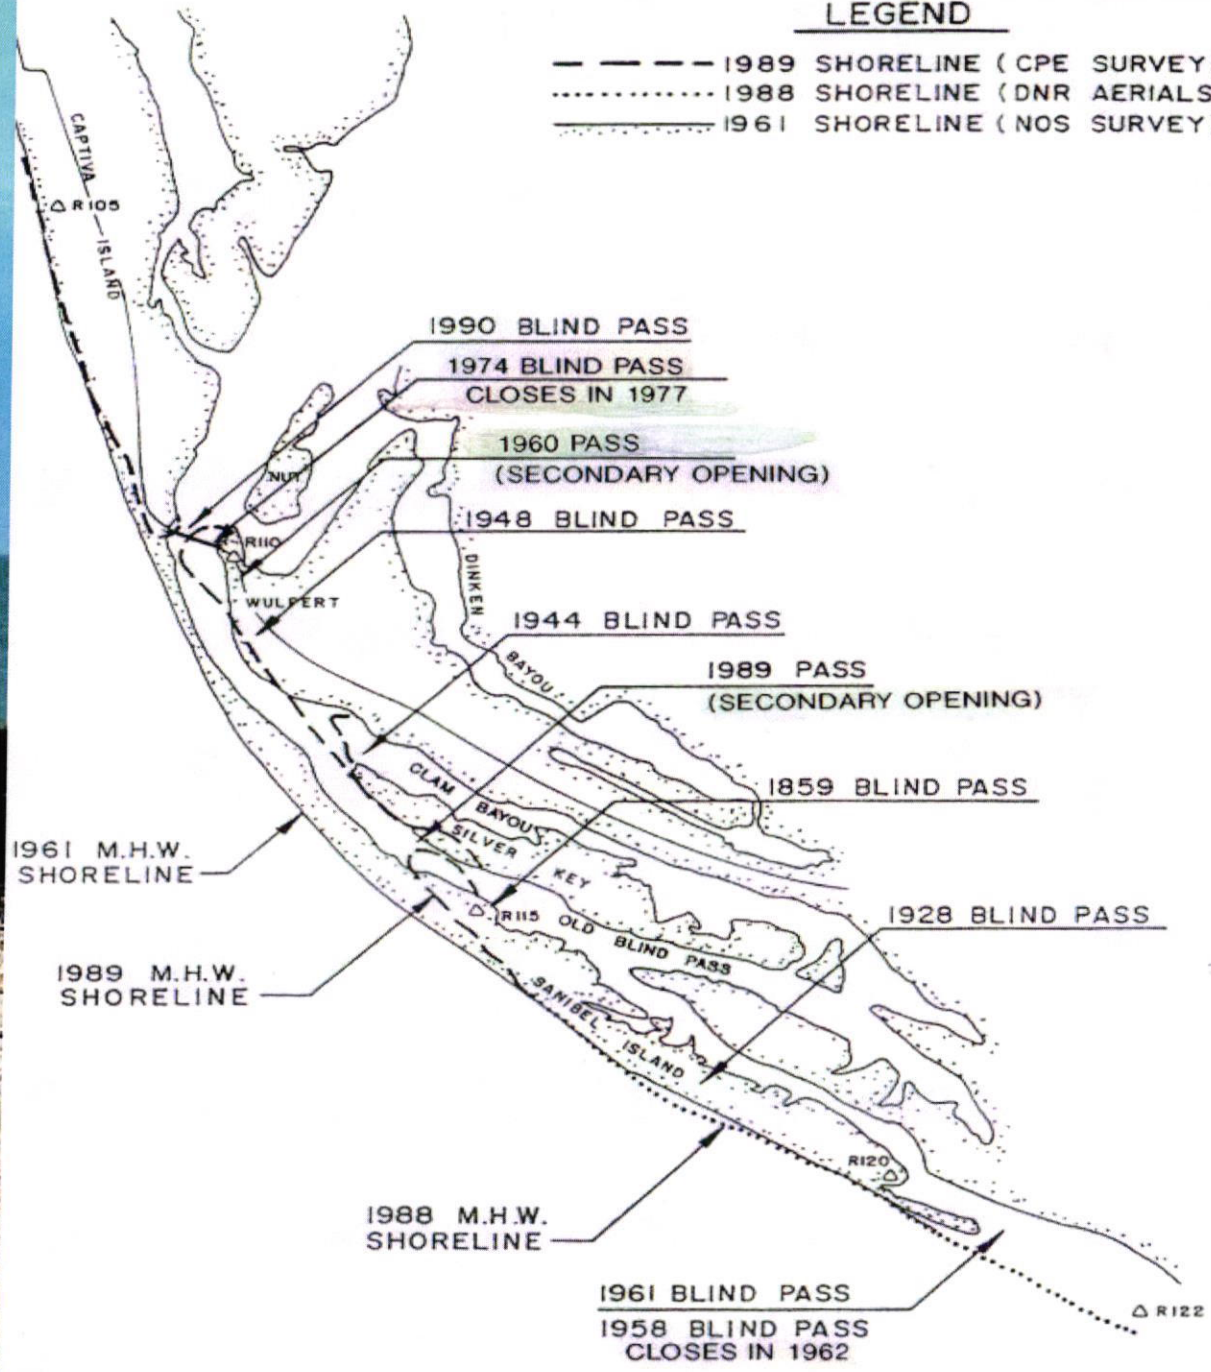 LEGEND
1989 SHORELINE (CPE SURVEY
1988 SHORELINE (DNR AERIALS
1961 SHORELINE (NOS SURVEY
CAPTIVA ISLAND
R105
1990 BLIND PASS
1974 BLIND PASS
CLOSES IN 1977
1960 PASS
(SECONDARY OPENING)
NUT
1948 BLIND PASS
R110
WULFERT
DINKEN
BAYOU
1944 BLIND PASS
1989 PASS
(SECONDARY OPENING)
1859 BLIND PASS
CLAM BAYOU
SILVER KEY
1961 M.H.W.
SHORELINE
R115
OLD BLIND PASS
1928 BLIND PASS
1989 M.H.W.
SHORELINE
SANIBEL ISLAND
R120
1988 M.H.W.
SHORELINE
1961 BLIND PASS
1958 BLIND PASS
CLOSES IN 1962
R122